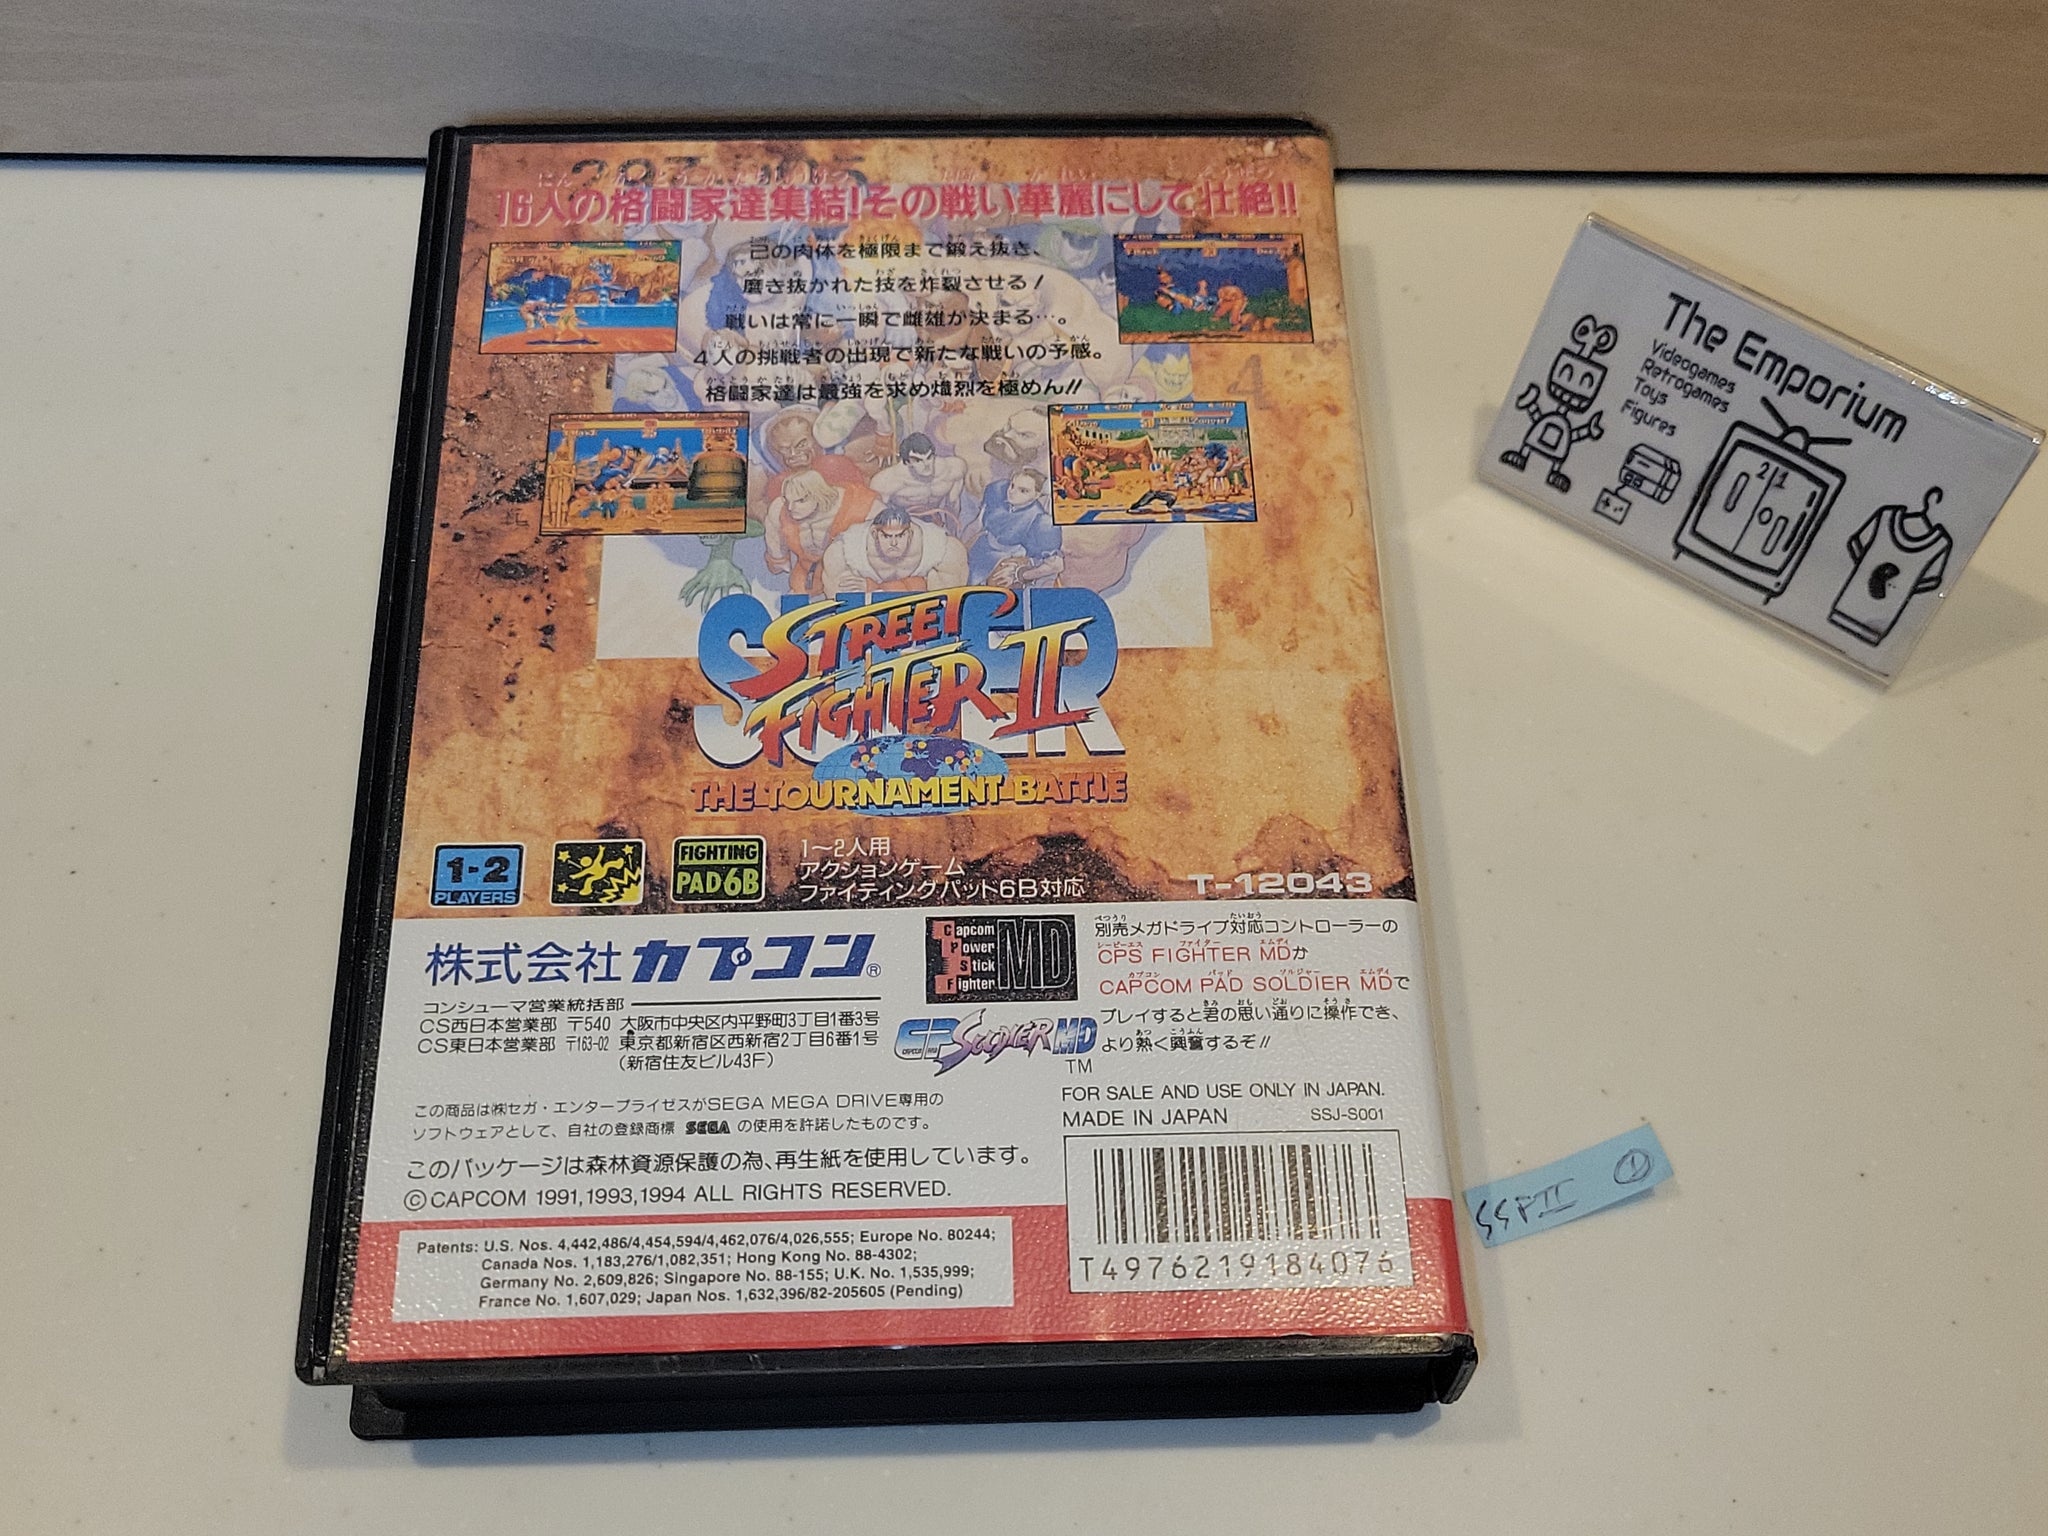 16人の格闘家達集結!その戦い華麗にして壮絶!!
己の肉体を極限まで鍛え抜き、
磨き抜かれた技を炸裂させる!
戦いは常に一瞬で雌雄が決まる…。
4人の挑戦者の出現で新たな戦いの予感。
格闘家達は最強を求め熾烈を極めん!!
SUPER
STREET
FIGHTER II
THE TOURNAMENT BATTLE
1-2
PLAYERS
FIGHTING
PAD 6B
1〜2人用
アクションゲーム
ファイティングパッド6B対応
T-12043
株式会社カプコン®
コンシューマ営業統括部
CS西日本営業部 〒540 大阪市中央区内平野町3丁目1番3号
CS東日本営業部 〒163-02 東京都新宿区西新宿2丁目6番1号
(新宿住友ビル43F)
Capcom
Power
Stick
Fighter
MD
CP SOLDIER MD
TM
別売メガドライブ対応コントローラーの
CPS FIGHTER MDか
CAPCOM PAD SOLDIER MDで
プレイすると君の思い通りに操作でき、
より熱く興奮するぞ!!
この商品は㈱セガ・エンタープライゼスがSEGA MEGA DRIVE専用の
ソフトウェアとして、自社の登録商標 SEGA の使用を許諾したものです。
このパッケージは森林資源保護の為、再生紙を使用しています。
©CAPCOM 1991,1993,1994 ALL RIGHTS RESERVED.
FOR SALE AND USE ONLY IN JAPAN.
MADE IN JAPAN SSJ-S001
T4976219184076
Patents: U.S. Nos. 4,442,486/4,454,594/4,462,076/4,026,555; Europe No. 80244;
Canada Nos. 1,183,276/1,082,351; Hong Kong No. 88-4302;
Germany No. 2,609,826; Singapore No. 88-155; U.K. No. 1,535,999;
France No. 1,607,029; Japan Nos. 1,632,396/82-205605 (Pending)
The Emporium
Videogames
Retrogames
Toys
Figures
2 1
SSFII ①